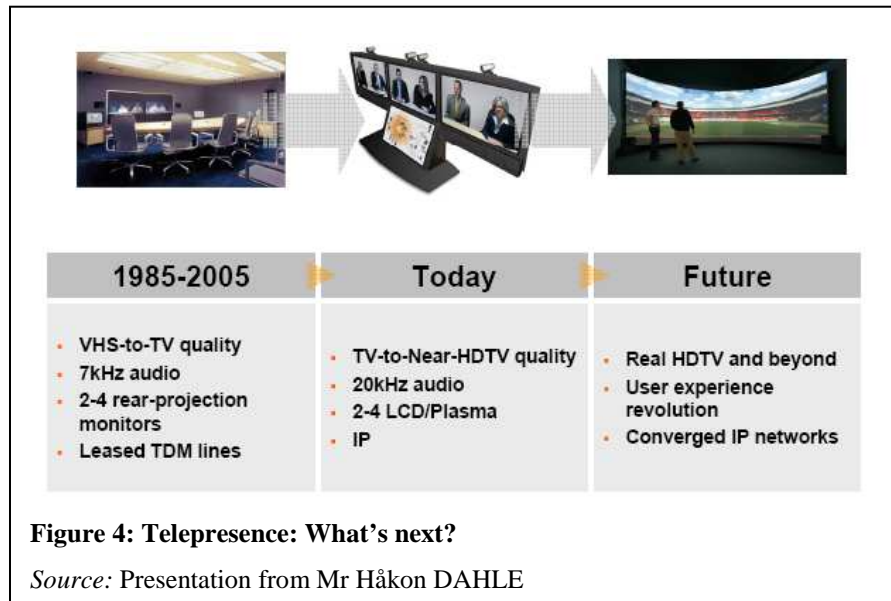 1985-2005
Today
Future
▪ VHS-to-TV quality
▪ 7kHz audio
▪ 2-4 rear-projection
monitors
▪ Leased TDM lines
▪ TV-to-Near-HDTV quality
▪ 20kHz audio
▪ 2-4 LCD/Plasma
▪ IP
▪ Real HDTV and beyond
▪ User experience
revolution
▪ Converged IP networks
Figure 4: Telepresence: What's next?
Source: Presentation from Mr Håkon DAHLE